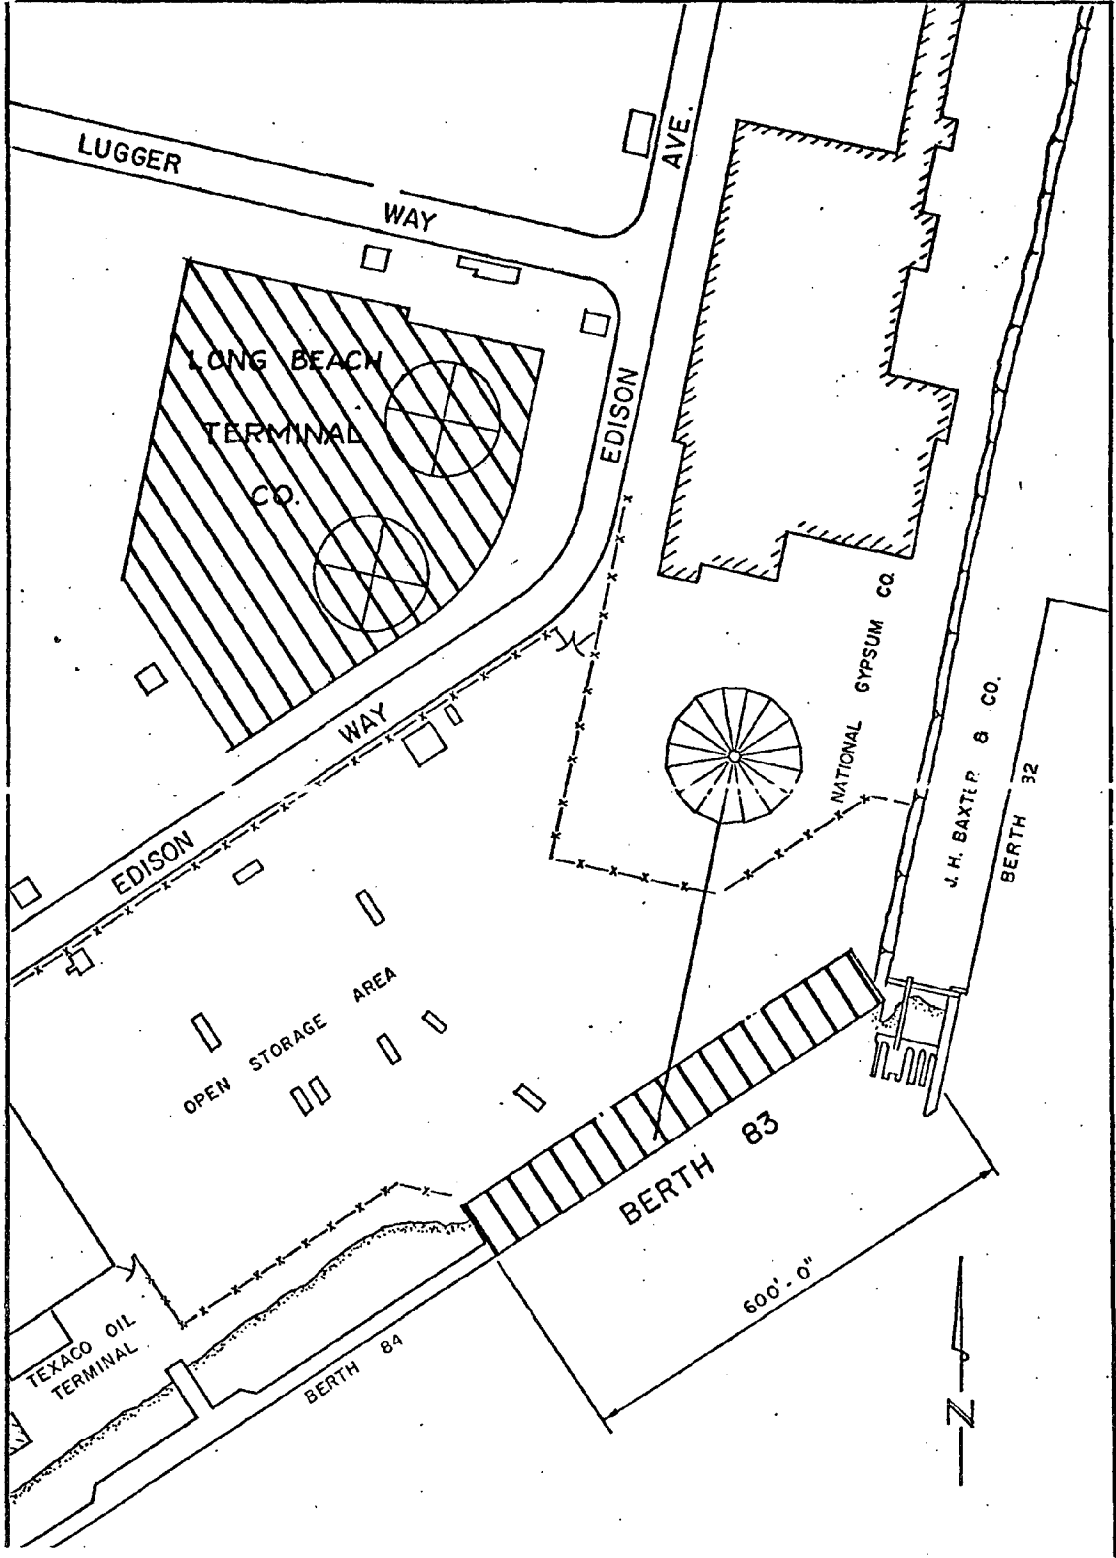 LUGGER
WAY
AVE.
LONG BEACH
TERMINAL
CO.
EDISON
NATIONAL GYPSUM CO.
J. H. BAXTER & CO.
BERTH 82
EDISON
WAY
OPEN STORAGE AREA
BERTH 83
600'-0"
TEXACO OIL
TERMINAL
BERTH 84
N